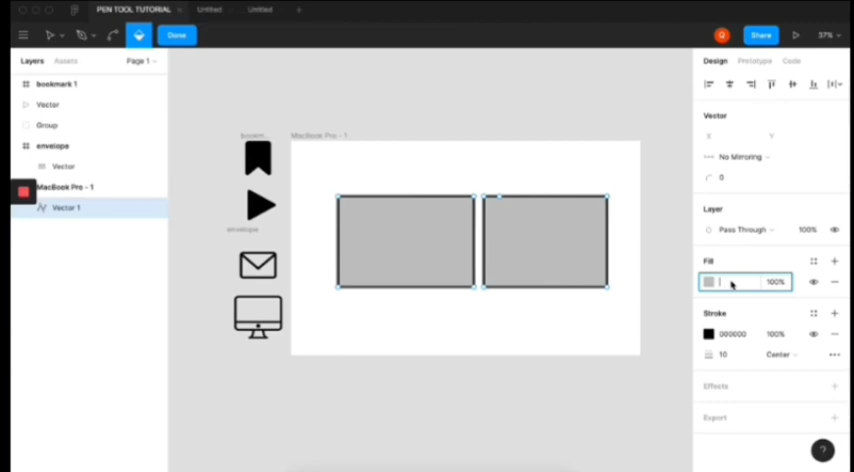 PEN TOOL TUTORIAL × Untitled Untitled +
Done Q Share 37%
Layers Assets Page 1
Design Prototype Code
bookmark 1
Vector
Group
envelope
Vector
MacBook Pro - 1
Vector 1
bookm...
MacBook Pro - 1
envelope
Vector
X Y
No Mirroring
0
Layer
Pass Through 100%
Fill
100%
Stroke
000000 100%
10 Center
Effects
Export
?